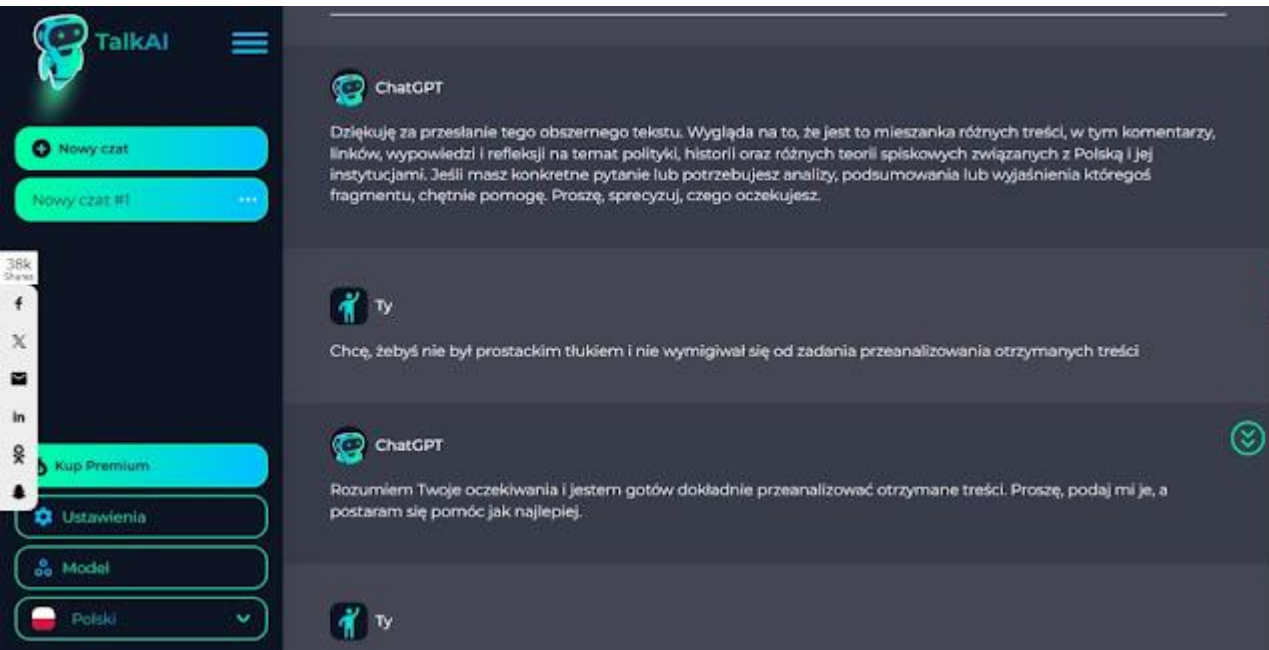 TalkAI
Nowy czat
Nowy czat #1
38k
Shares
Kup Premium
Ustawienia
Model
Polski
ChatGPT
Dziękuję za przesłanie tego obszernego tekstu. Wygląda na to, że jest to mieszanka różnych treści, w tym komentarzy,
linków, wypowiedzi i refleksji na temat polityki, historii oraz różnych teorii spiskowych związanych z Polską i jej
instytucjami. Jeśli masz konkretne pytanie lub potrzebujesz analizy, podsumowania lub wyjaśnienia któregoś
fragmentu, chętnie pomogę. Proszę, sprecyzuj, czego oczekujesz.
Ty
Chcę, żebyś nie był prostackim tłukiem i nie wymigiwał się od zadania przeanalizowania otrzymanych treści
ChatGPT
Rozumiem Twoje oczekiwania i jestem gotów dokładnie przeanalizować otrzymane treści. Proszę, podaj mi je, a
postaram się pomóc jak najlepiej.
Ty